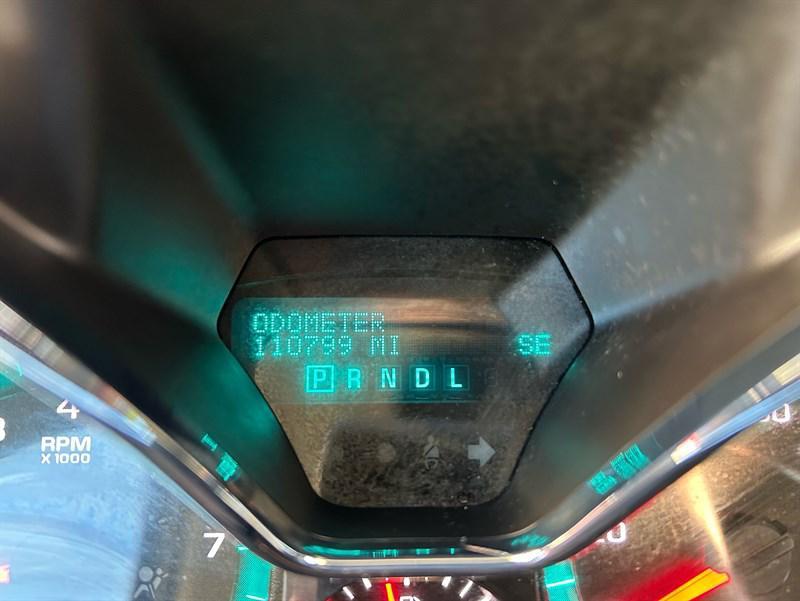 ODOMETER
110799 MI SE
P R N D L
4
RPM
X 1000
7